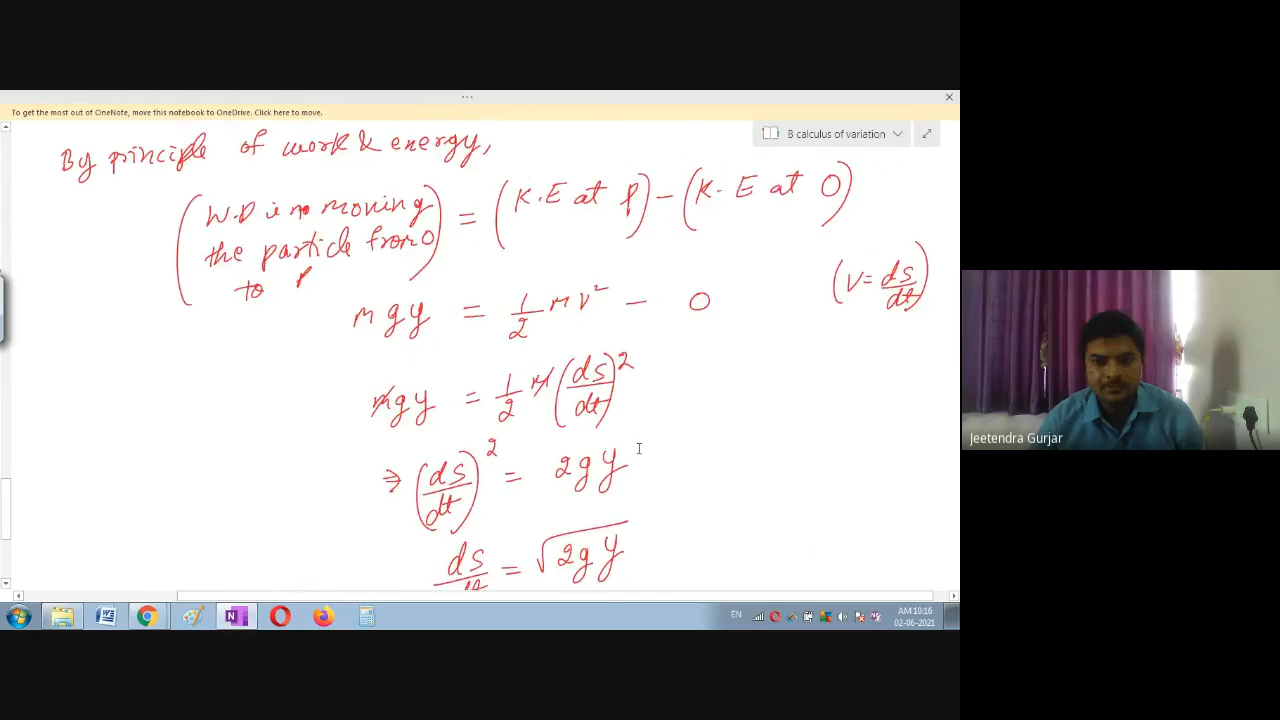 To get the most out of OneNote, move this notebook to OneDrive. Click here to move.
B calculus of variation
By principle of work & energy,
(W.D in moving the particle from O to P) = (K.E at P) - (K.E at O)
(v = ds/dt)
mgy = 1/2 mv² - 0
mgy = 1/2 m (ds/dt)²
⇒ (ds/dt)² = 2gy
ds/dt = √2gy
Jeetendra Gurjar
EN
AM 10:16
02-06-2021